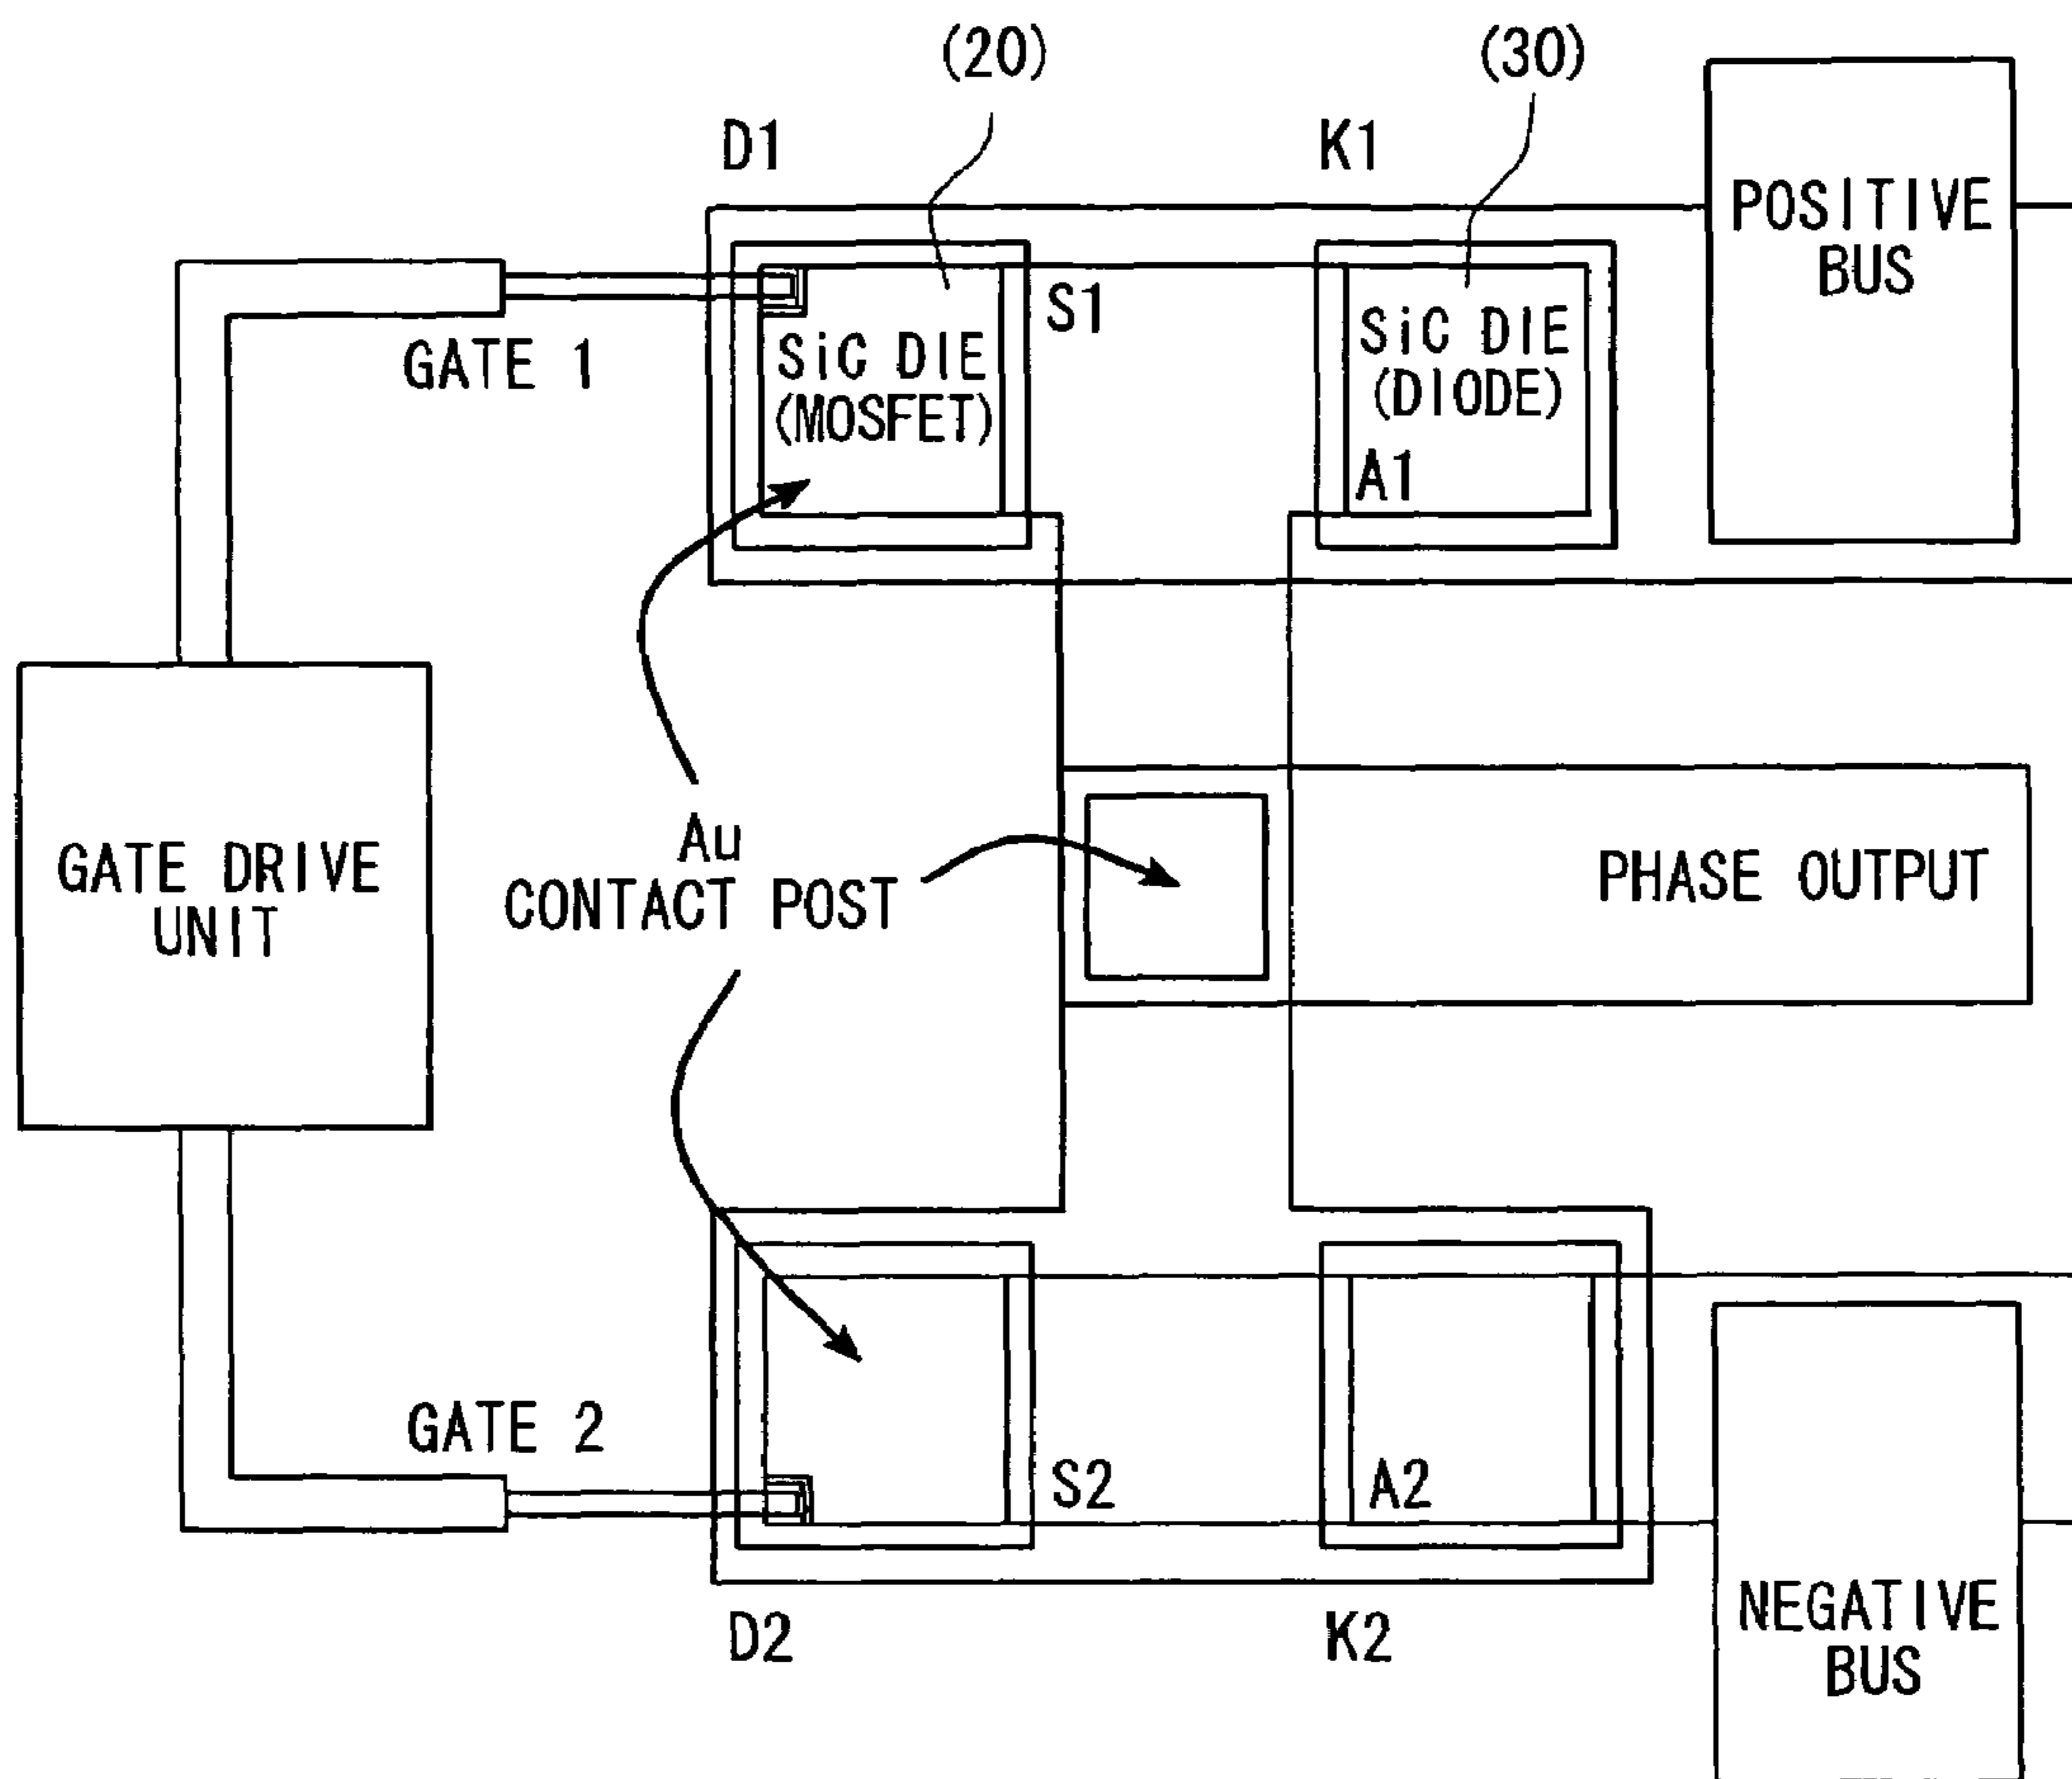 (20)
(30)
D1
K1
POSITIVE
BUS
S1
SiC DIE
(MOSFET)
SiC DIE
(DIODE)
GATE 1
A1
Au
CONTACT POST
GATE DRIVE
UNIT
PHASE OUTPUT
GATE 2
S2
A2
D2
K2
NEGATIVE
BUS